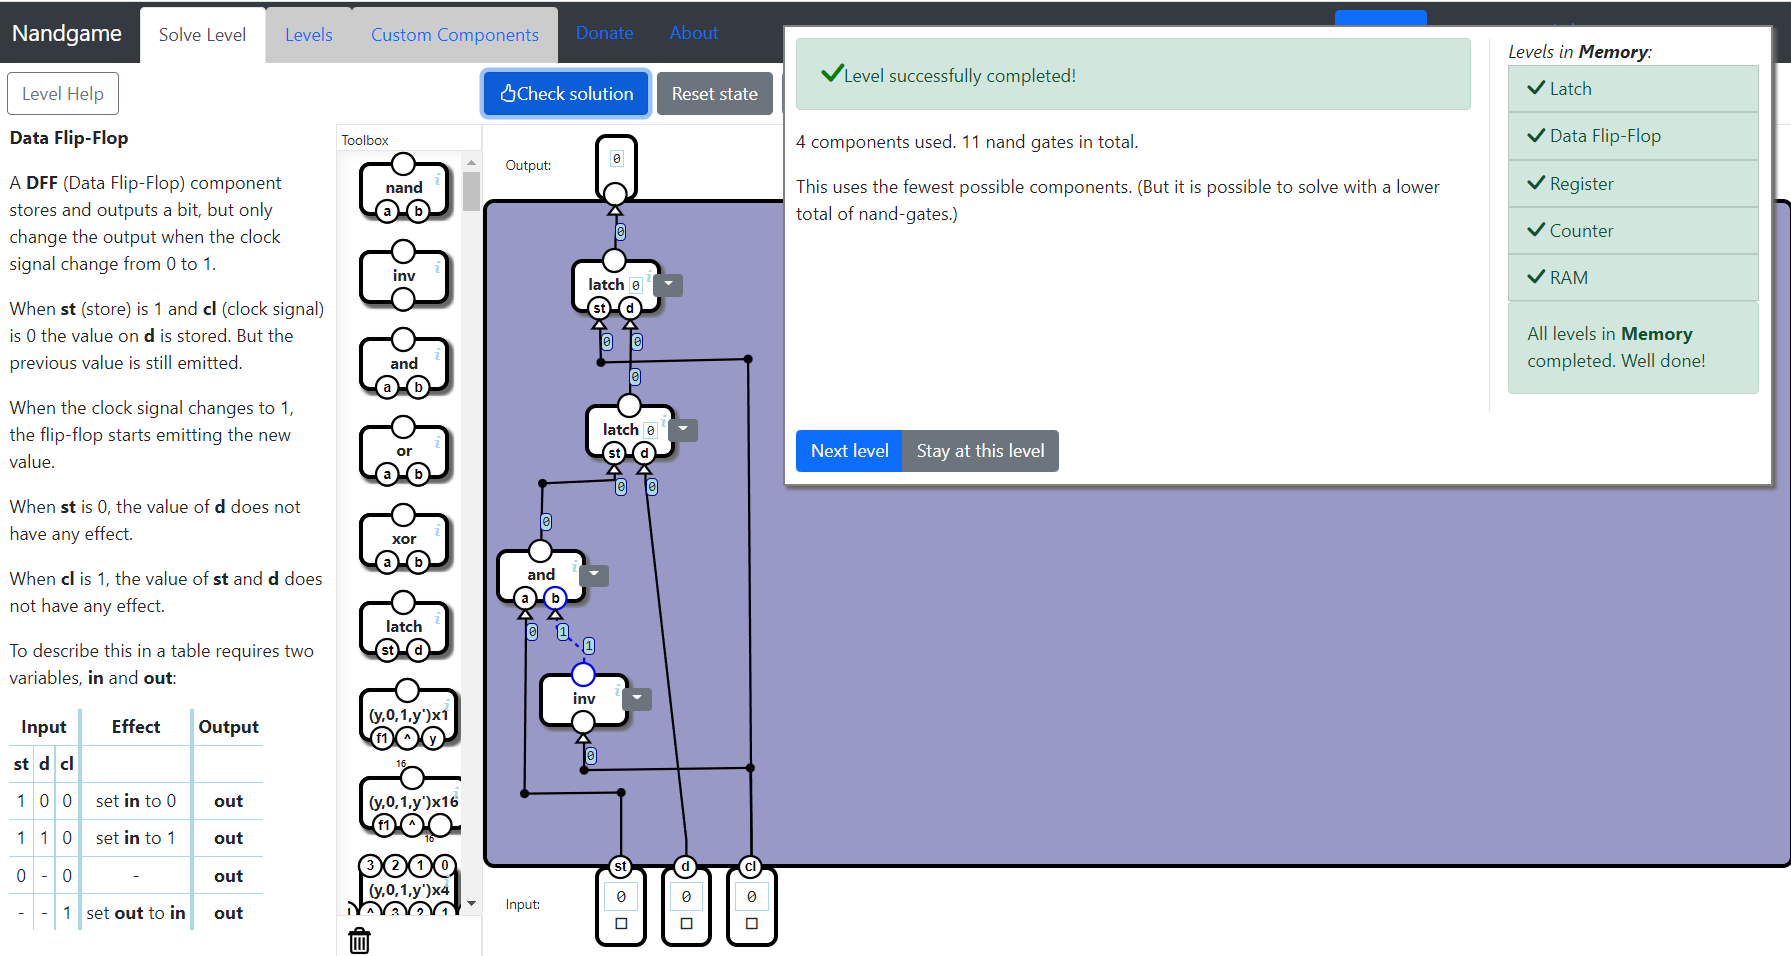 Nandgame
Solve Level
Levels
Custom Components
Donate
About
Level Help
Check solution
Reset state
Data Flip-Flop
A DFF (Data Flip-Flop) component
stores and outputs a bit, but only
change the output when the clock
signal change from 0 to 1.
When st (store) is 1 and cl (clock signal)
is 0 the value on d is stored. But the
previous value is still emitted.
When the clock signal changes to 1,
the flip-flop starts emitting the new
value.
When st is 0, the value of d does not
have any effect.
When cl is 1, the value of st and d does
not have any effect.
To describe this in a table requires two
variables, in and out:
Input Effect Output
st d cl
1 0 0 set in to 0 out
1 1 0 set in to 1 out
0 - 0 - out
- - 1 set out to in out
Toolbox
nand i
a b
inv i
and i
a b
or i
a b
xor i
a b
latch i
st d
(y,0,1,y')x1
f1 ^ y
16
(y,0,1,y')x16
f1 ^
16
3 2 1 0
(y,0,1,y')x4
^ 3 2 1
Output:
0
0
latch 0 i
st d
0 0
0
latch 0 i
st d
0 0
0
and i
a b
0 1
1
inv i
0
st d cl
Input:
0 0 0
Level successfully completed!
4 components used. 11 nand gates in total.
This uses the fewest possible components. (But it is possible to solve with a lower
total of nand-gates.)
Next level
Stay at this level
Levels in Memory:
Latch
Data Flip-Flop
Register
Counter
RAM
All levels in Memory
completed. Well done!